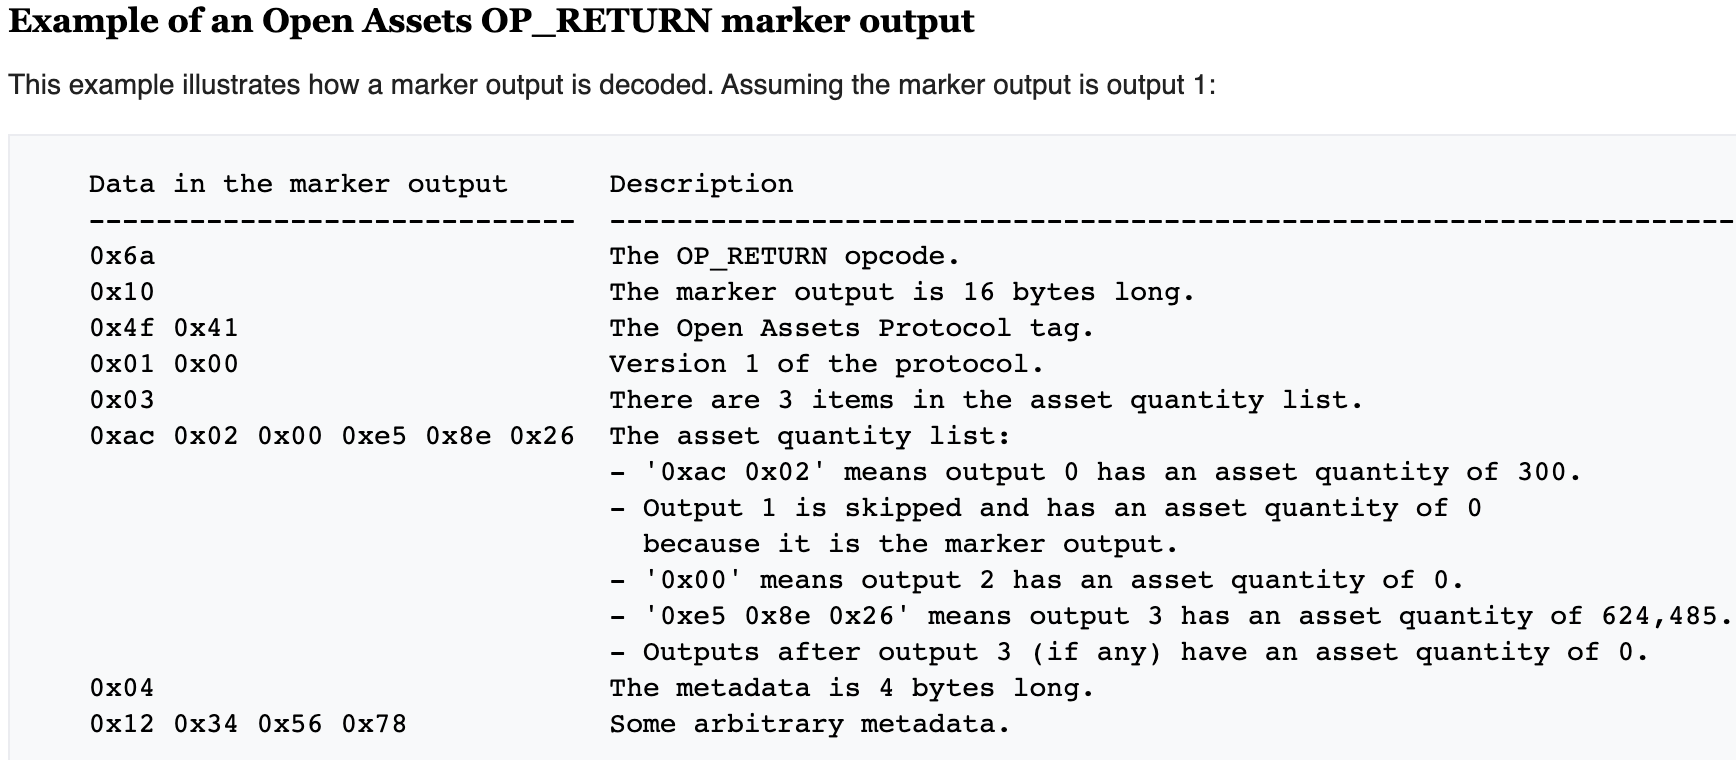 Example of an Open Assets OP_RETURN marker output
This example illustrates how a marker output is decoded. Assuming the marker output is output 1:
Data in the marker output    Description
-----------------------------  --------------------------------------------------------------------
0x6a                           The OP_RETURN opcode.
0x10                           The marker output is 16 bytes long.
0x4f 0x41                      The Open Assets Protocol tag.
0x01 0x00                      Version 1 of the protocol.
0x03                           There are 3 items in the asset quantity list.
0xac 0x02 0x00 0xe5 0x8e 0x26  The asset quantity list:
- '0xac 0x02' means output 0 has an asset quantity of 300.
- Output 1 is skipped and has an asset quantity of 0
because it is the marker output.
- '0x00' means output 2 has an asset quantity of 0.
- '0xe5 0x8e 0x26' means output 3 has an asset quantity of 624,485.
- Outputs after output 3 (if any) have an asset quantity of 0.
0x04                           The metadata is 4 bytes long.
0x12 0x34 0x56 0x78            Some arbitrary metadata.